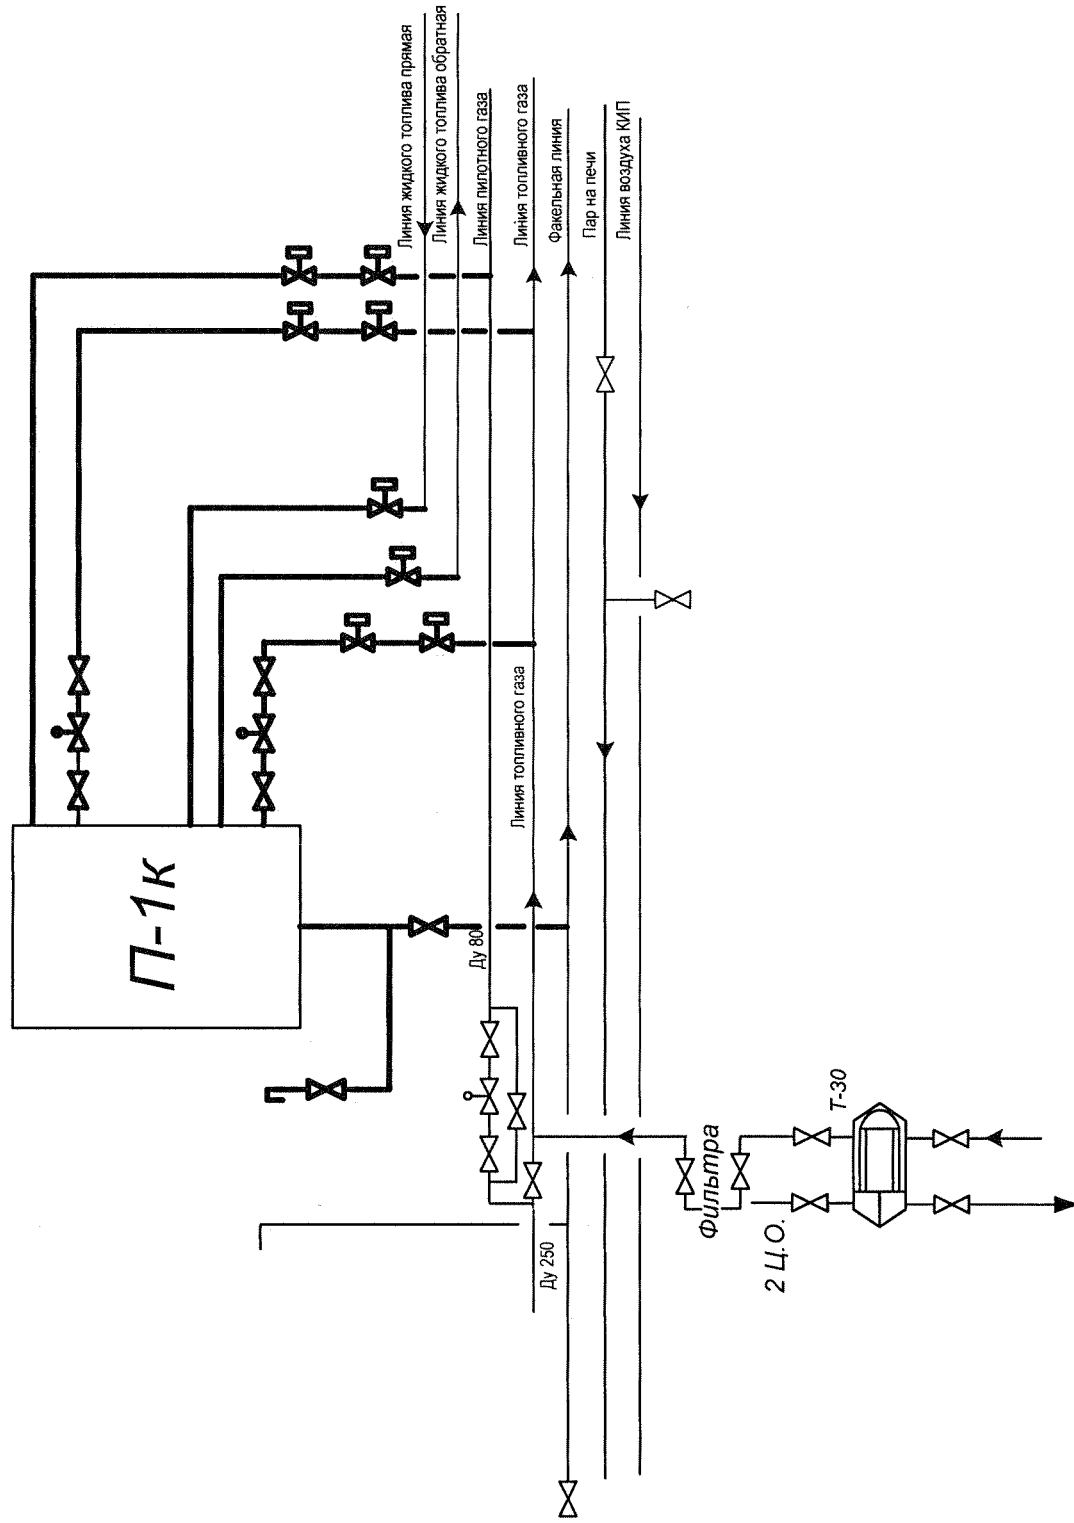 Линия жидкого топлива прямая
Линия жидкого топлива обратная
Линия пилотного газа
Линия топливного газа
Факельная линия
Пар на печи
Линия воздуха КИП
П-1к
Линия топливного газа
Ду 80
Ду 250
Фильтра
2 Ц.О.
Т-30